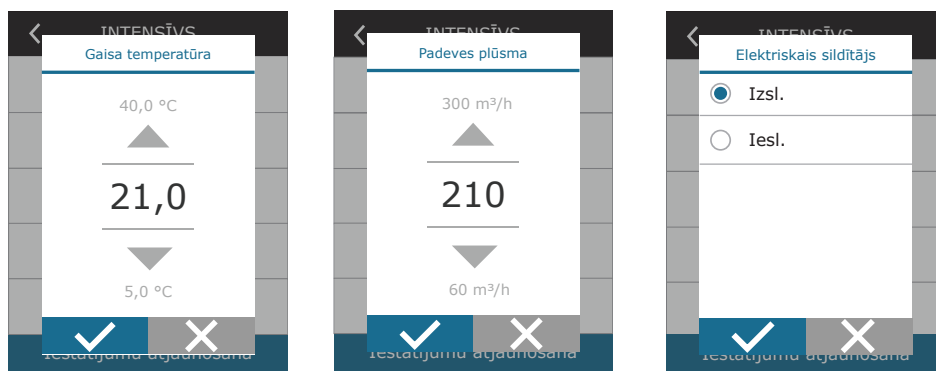 INTENSĪVS
Gaisa temperatūra
40,0 °C
21,0
5,0 °C
Iestatījumu atjaunošana
INTENSĪVS
Padeves plūsma
300 m³/h
210
60 m³/h
Iestatījumu atjaunošana
INTENSĪVS
Elektriskais sildītājs
Izsl.
Iesl.
Iestatījumu atjaunošana